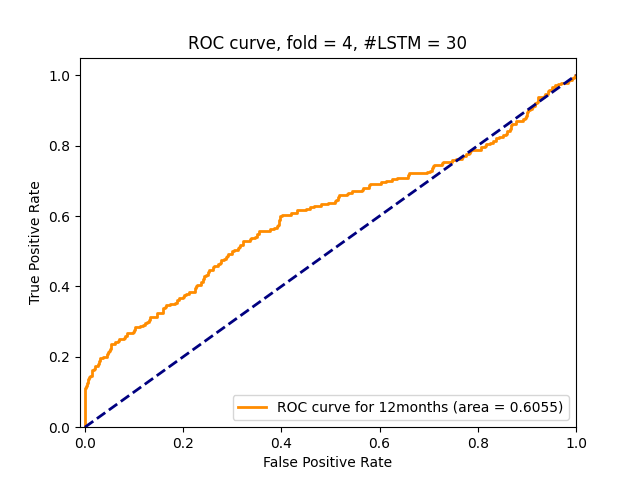 ROC curve, fold = 4, #LSTM = 30
True Positive Rate
1.0
0.8
0.6
0.4
0.2
0.0
ROC curve for 12months (area = 0.6055)
0.0 0.2 0.4 0.6 0.8 1.0
False Positive Rate